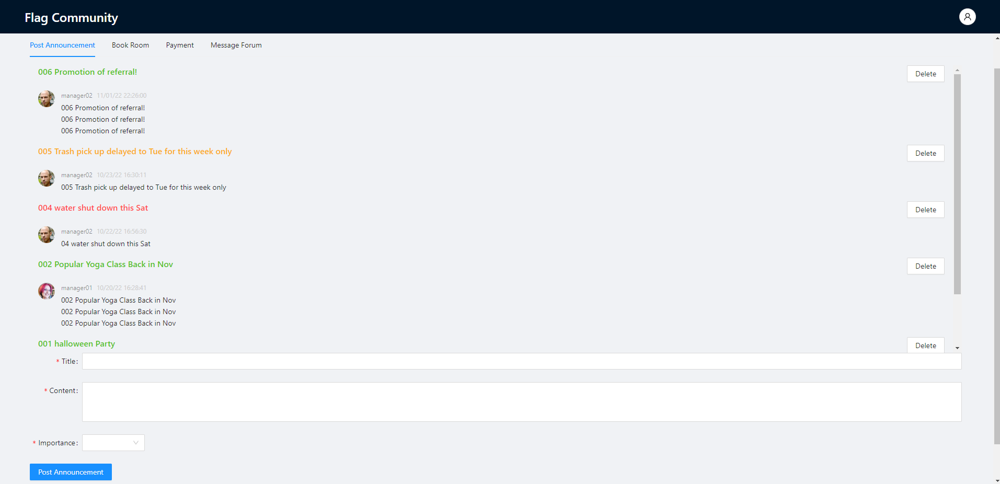 Flag Community
Post Announcement Book Room Payment Message Forum
006 Promotion of referral! Delete
manager02 11/01/22 22:26:00
006 Promotion of referral!
006 Promotion of referral!
006 Promotion of referral!
005 Trash pick up delayed to Tue for this week only Delete
manager02 10/23/22 16:30:11
005 Trash pick up delayed to Tue for this week only
004 water shut down this Sat Delete
manager02 10/22/22 16:56:30
04 water shut down this Sat
002 Popular Yoga Class Back in Nov Delete
manager01 10/20/22 16:28:41
002 Popular Yoga Class Back in Nov
002 Popular Yoga Class Back in Nov
002 Popular Yoga Class Back in Nov
001 halloween Party Delete
* Title:
* Content:
* Importance:
Post Announcement